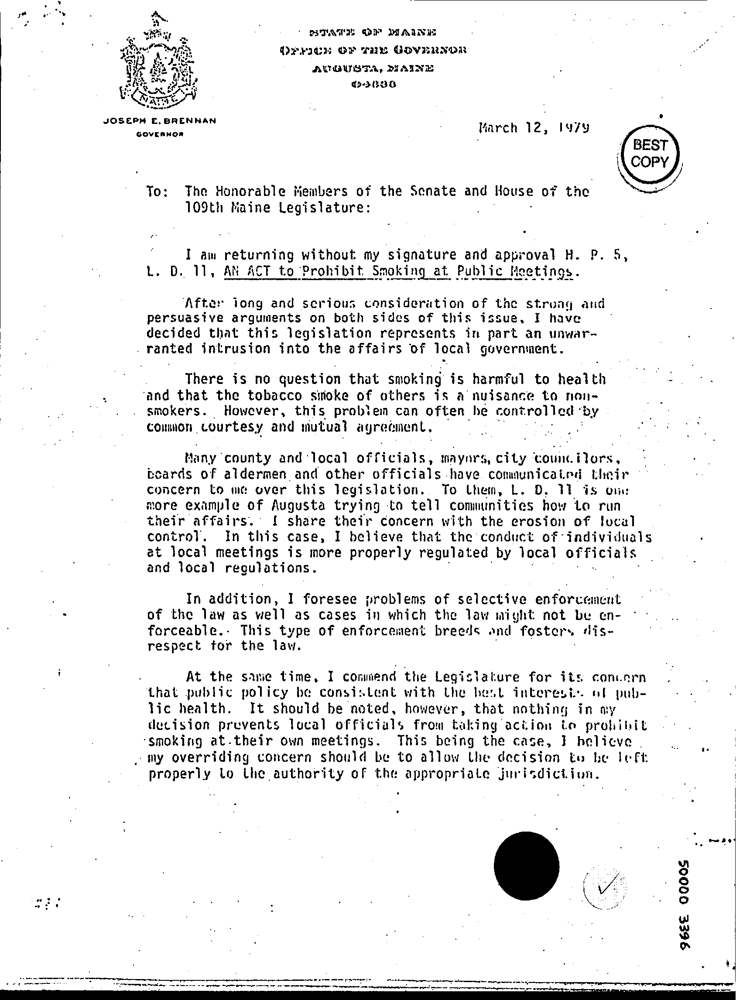 STATE OF MAINE
OFFICE OF THE GOVERNOR
AUGUSTA, MAINE
04333
MAINE
JOSEPH E. BRENNAN
GOVERNOR
March 12, 1979
BEST
COPY
To: The Honorable Members of the Senate and House of the
109th Maine Legislature:
I am returning without my signature and approval H. P. 5,
L. D. 11, AN ACT to Prohibit Smoking at Public Meetings.
After long and serious consideration of the strong and
persuasive arguments on both sides of this issue, I have
decided that this legislation represents in part an unwar-
ranted intrusion into the affairs of local government.
There is no question that smoking is harmful to health
and that the tobacco smoke of others is a nuisance to non-
smokers. However, this problem can often be controlled by
common courtesy and mutual agreement.
Many county and local officials, mayors, city councilors,
boards of aldermen and other officials have communicated their
concern to me over this legislation. To them, L. D. 11 is one
more example of Augusta trying to tell communities how to run
their affairs. I share their concern with the erosion of local
control. In this case, I believe that the conduct of individuals
at local meetings is more properly regulated by local officials
and local regulations.
In addition, I foresee problems of selective enforcement
of the law as well as cases in which the law might not be en-
forceable. This type of enforcement breeds and fosters dis-
respect for the law.
At the same time, I commend the Legislature for its concern
that public policy be consistent with the best interests of pub-
lic health. It should be noted, however, that nothing in my
decision prevents local officials from taking action to prohibit
smoking at their own meetings. This being the case, I believe
my overriding concern should be to allow the decision to be left
properly to the authority of the appropriate jurisdiction.
50000 3396